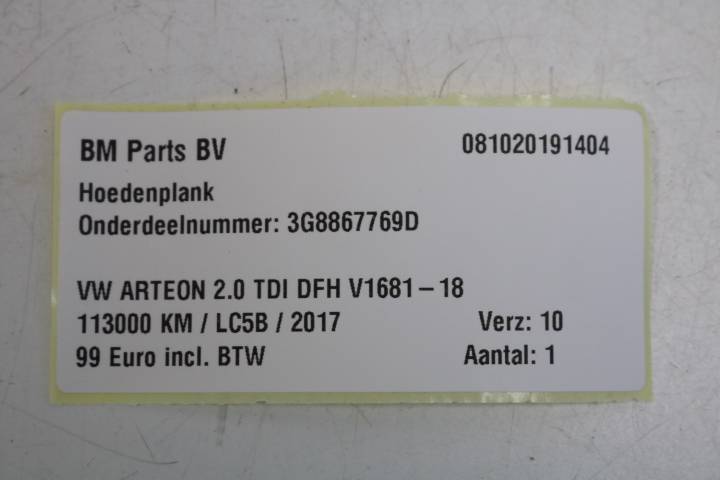 BM Parts BV 081020191404
Hoedenplank
Onderdeelnummer: 3G8867769D
VW ARTEON 2.0 TDI DFH V1681-18
113000 KM / LC5B / 2017 Verz: 10
99 Euro incl. BTW Aantal: 1